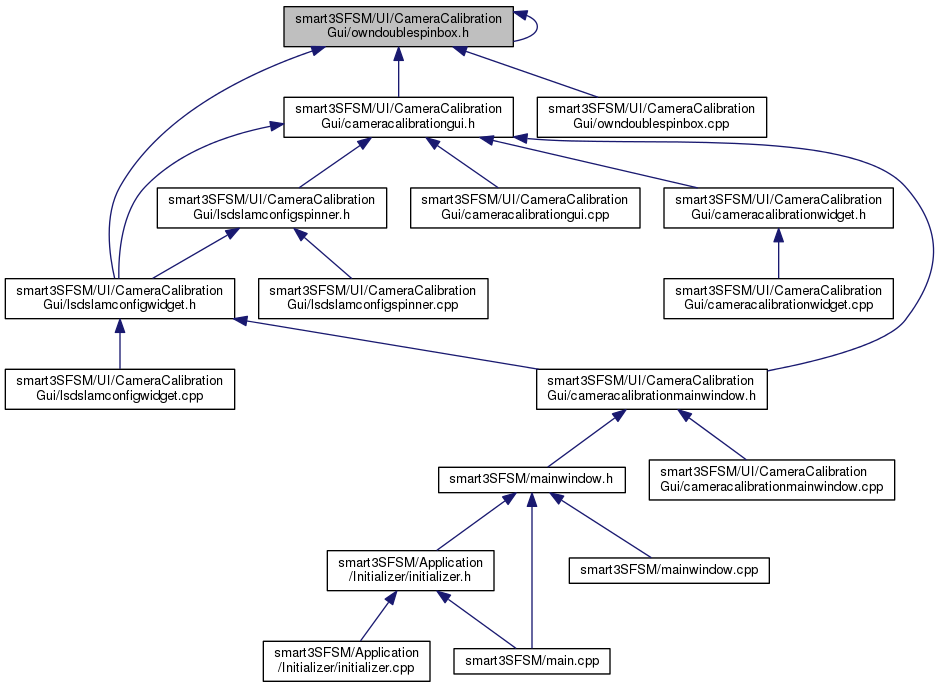 smart3SFSM/UI/CameraCalibration
Gui/owndoublespinbox.h
smart3SFSM/UI/CameraCalibration
Gui/cameracalibrationgui.h
smart3SFSM/UI/CameraCalibration
Gui/owndoublespinbox.cpp
smart3SFSM/UI/CameraCalibration
Gui/lsdslamconfigspinner.h
smart3SFSM/UI/CameraCalibration
Gui/cameracalibrationgui.cpp
smart3SFSM/UI/CameraCalibration
Gui/cameracalibrationwidget.h
smart3SFSM/UI/CameraCalibration
Gui/lsdslamconfigwidget.h
smart3SFSM/UI/CameraCalibration
Gui/lsdslamconfigspinner.cpp
smart3SFSM/UI/CameraCalibration
Gui/cameracalibrationwidget.cpp
smart3SFSM/UI/CameraCalibration
Gui/lsdslamconfigwidget.cpp
smart3SFSM/UI/CameraCalibration
Gui/cameracalibrationmainwindow.h
smart3SFSM/mainwindow.h
smart3SFSM/UI/CameraCalibration
Gui/cameracalibrationmainwindow.cpp
smart3SFSM/Application
/Initializer/initializer.h
smart3SFSM/mainwindow.cpp
smart3SFSM/Application
/Initializer/initializer.cpp
smart3SFSM/main.cpp